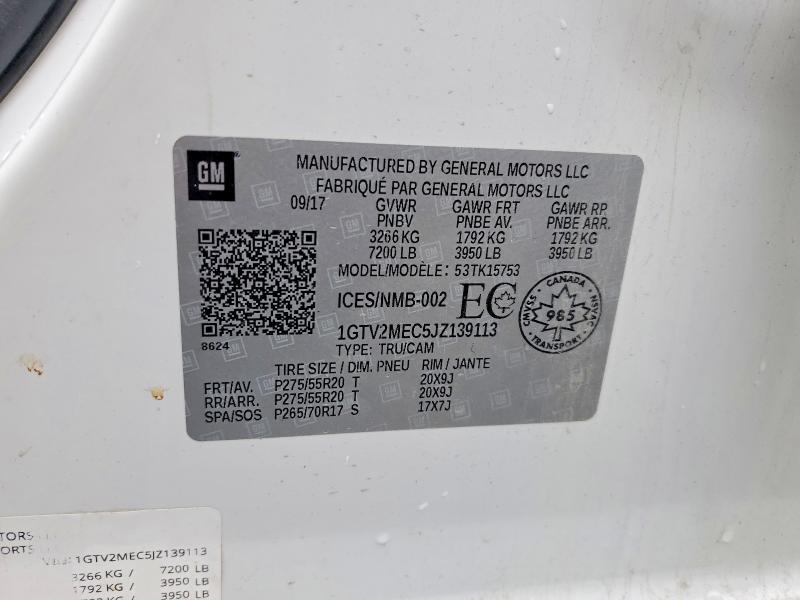 GM
MANUFACTURED BY GENERAL MOTORS LLC
FABRIQUÉ PAR GENERAL MOTORS LLC
09/17 GVWR GAWR FRT GAWR RR
PNBV PNBE AV. PNBE ARR.
3266 KG 1792 KG 1792 KG
7200 LB 3950 LB 3950 LB
MODEL/MODÈLE: 53TK15753
ICES/NMB-002 EC
CANADA
CMVSS 985 NSVAC
TRANSPORT
1GTV2MEC5JZ139113
8624
TYPE: TRU/CAM
TIRE SIZE / DIM. PNEU RIM / JANTE
FRT/AV. P275/55R20 T 20X9J
RR/ARR. P275/55R20 T 20X9J
SPA/SOS P265/70R17 S 17X7J
1GTV2MEC5JZ139113
3266 KG / 7200 LB
1792 KG / 3950 LB
3950 LB